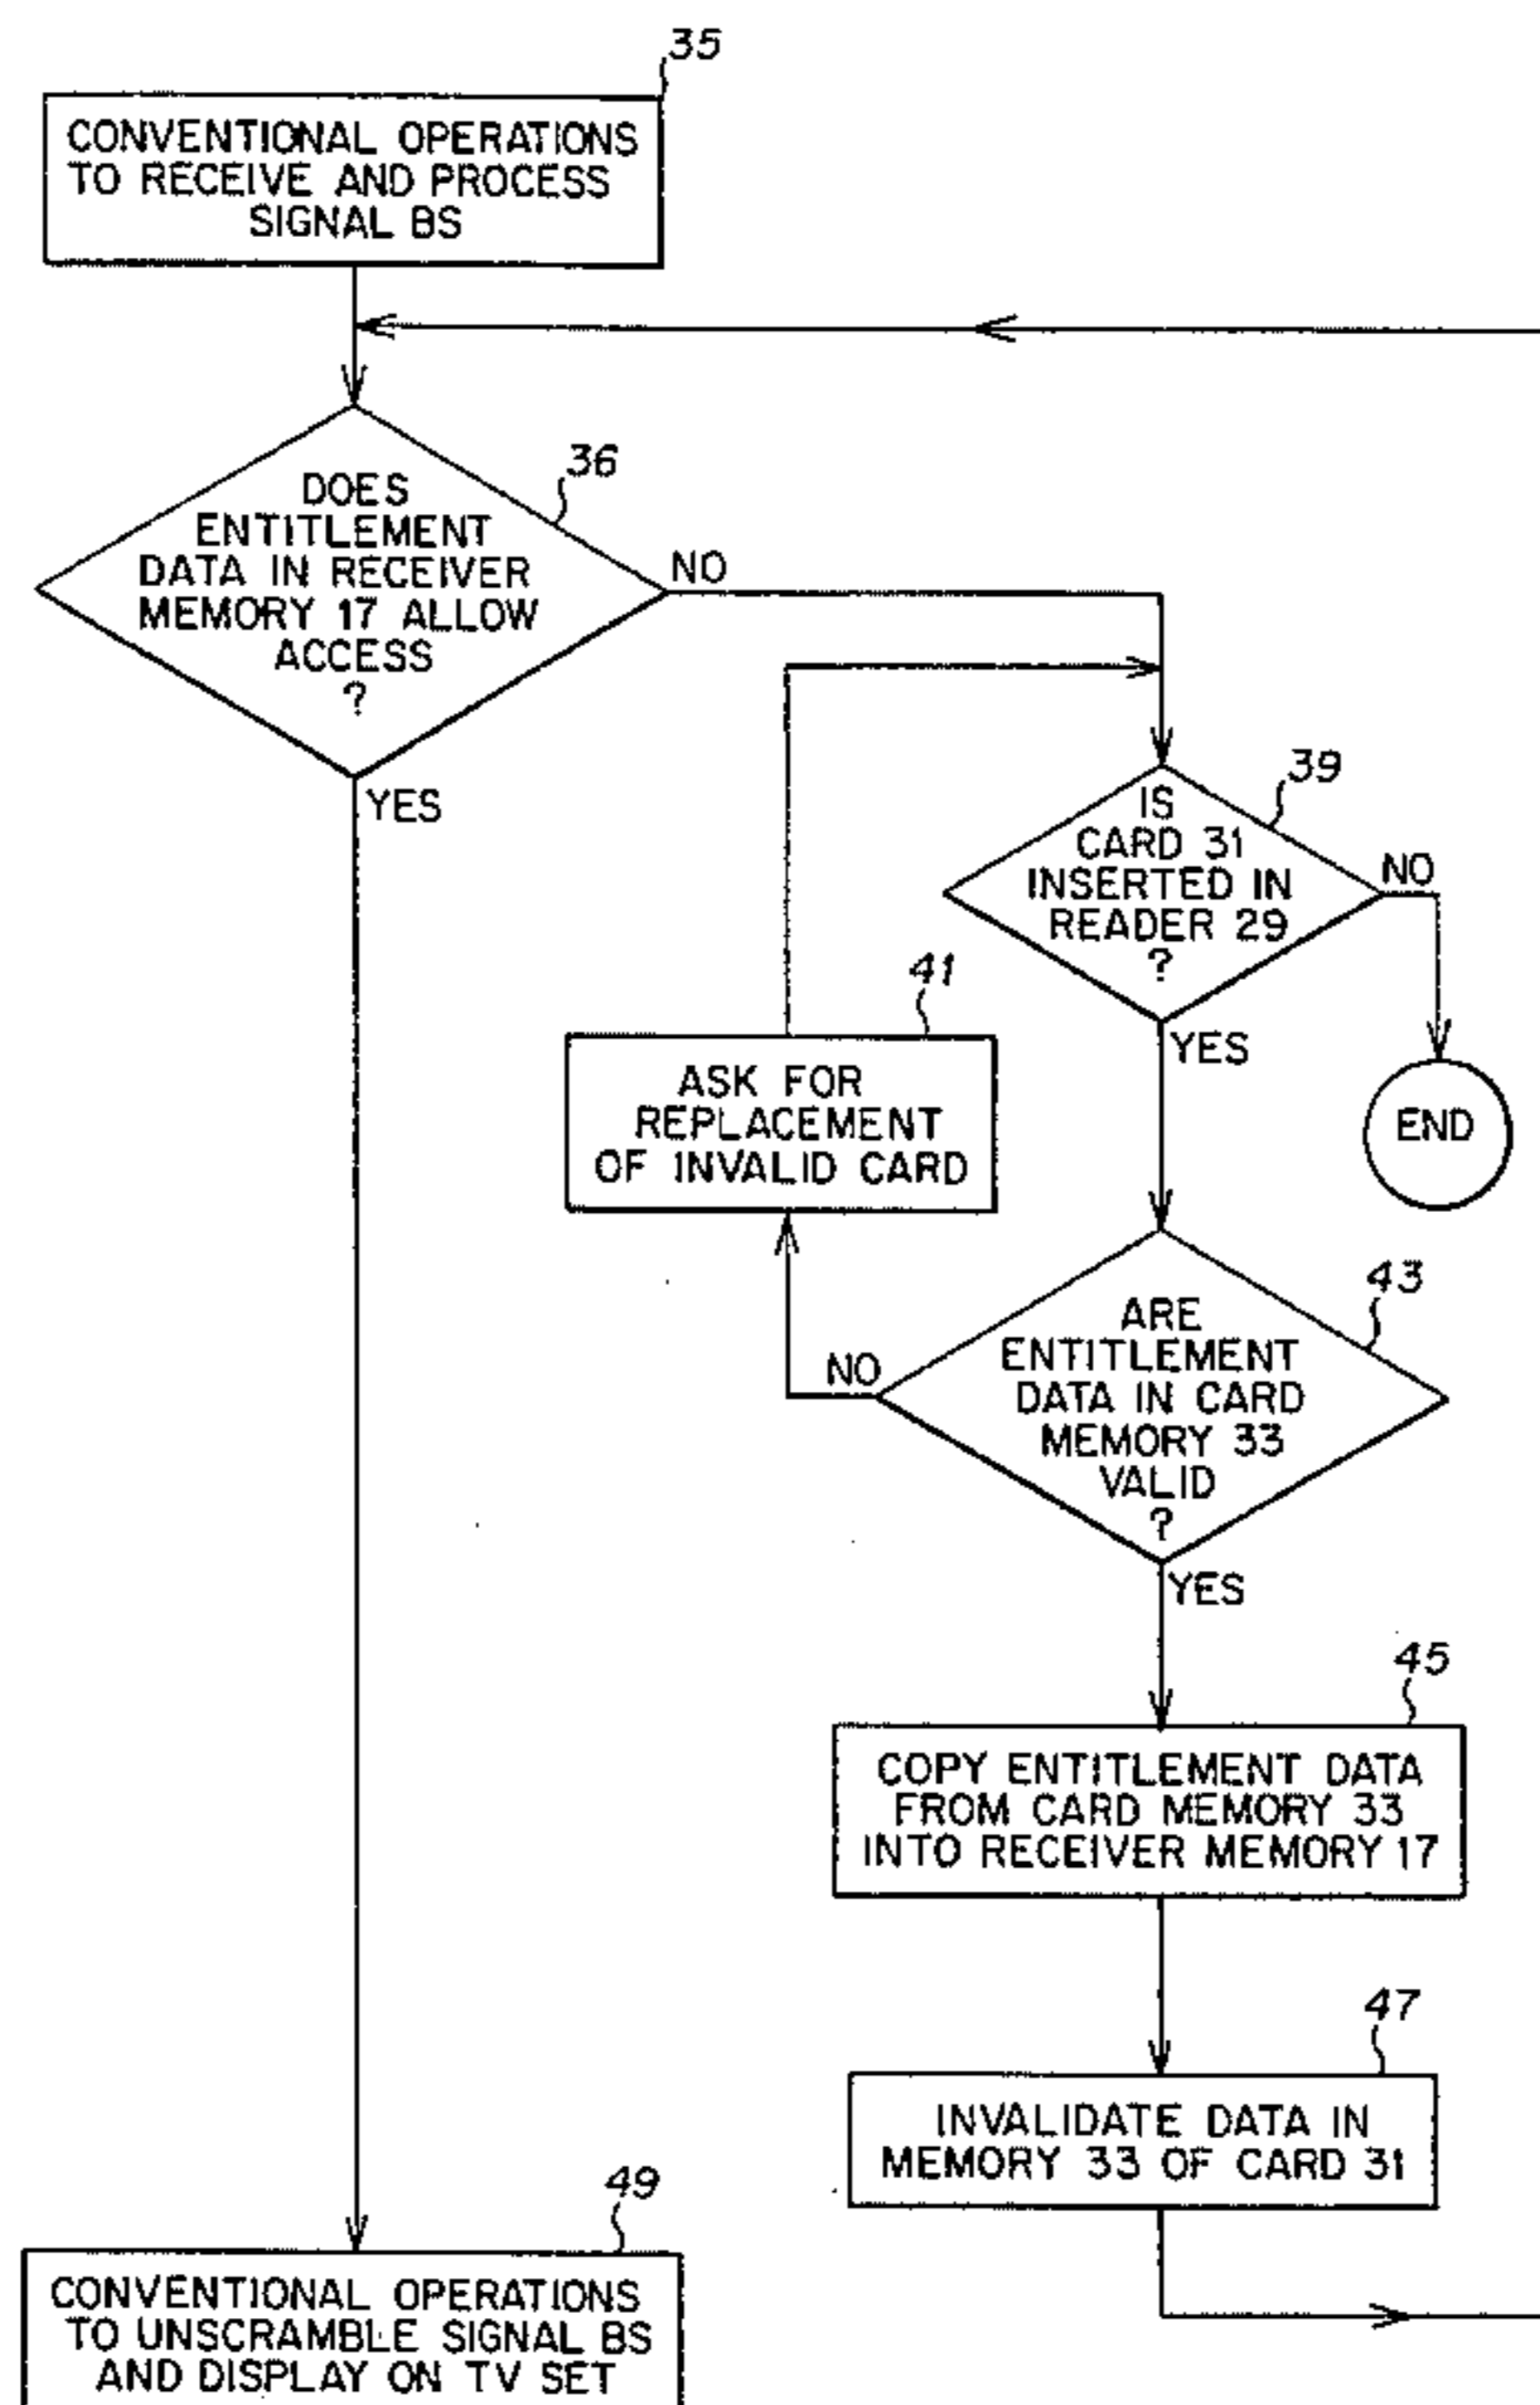 35
CONVENTIONAL OPERATIONS
TO RECEIVE AND PROCESS
SIGNAL BS
36
DOES
ENTITLEMENT
DATA IN RECEIVER
MEMORY 17 ALLOW
ACCESS
?
NO
YES
39
IS
CARD 31
INSERTED IN
READER 29
?
NO
YES
END
41
ASK FOR
REPLACEMENT
OF INVALID CARD
43
ARE
ENTITLEMENT
DATA IN CARD
MEMORY 33
VALID
?
NO
YES
45
COPY ENTITLEMENT DATA
FROM CARD MEMORY 33
INTO RECEIVER MEMORY 17
47
INVALIDATE DATA IN
MEMORY 33 OF CARD 31
49
CONVENTIONAL OPERATIONS
TO UNSCRAMBLE SIGNAL BS
AND DISPLAY ON TV SET